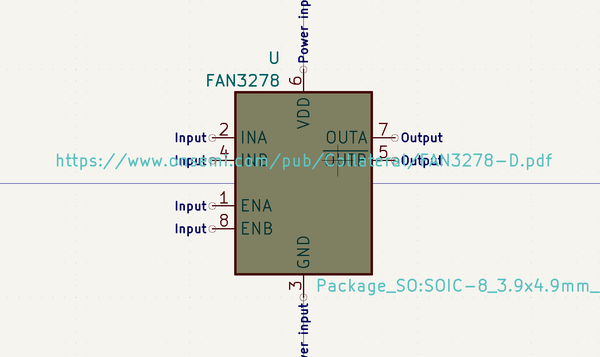 Power inp
U
FAN3278
6
VDD
Input 2 INA OUTA 7 Output
Input 4 INB OUTB 5 Output
https://www.onsemi.com/pub/Collateral/FAN3278-D.pdf
Input 1 ENA
Input 8 ENB
GND
3
Package_SO:SOIC-8_3.9x4.9mm_
wer input